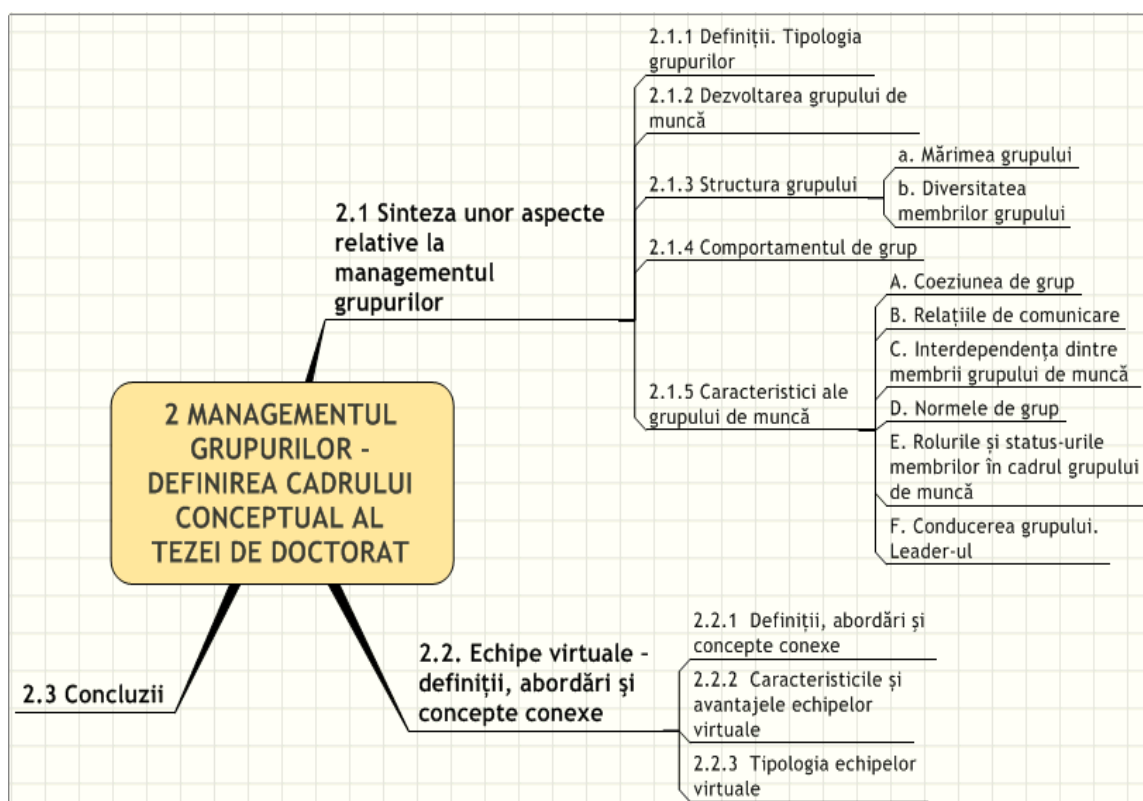 2 MANAGEMENTUL
GRUPURILOR -
DEFINIREA CADRULUI
CONCEPTUAL AL
TEZEI DE DOCTORAT
2.1 Sinteza unor aspecte
relative la
managementul
grupurilor
2.1.1 Definiții. Tipologia
grupurilor
2.1.2 Dezvoltarea grupului de
muncă
2.1.3 Structura grupului
a. Mărimea grupului
b. Diversitatea
membrilor grupului
2.1.4 Comportamentul de grup
2.1.5 Caracteristici ale
grupului de muncă
A. Coeziunea de grup
B. Relațiile de comunicare
C. Interdependența dintre
membrii grupului de muncă
D. Normele de grup
E. Rolurile și status-urile
membrilor în cadrul grupului
de muncă
F. Conducerea grupului.
Leader-ul
2.2. Echipe virtuale -
definiții, abordări şi
concepte conexe
2.2.1 Definiții, abordări și
concepte conexe
2.2.2 Caracteristicile și
avantajele echipelor
virtuale
2.2.3 Tipologia echipelor
virtuale
2.3 Concluzii